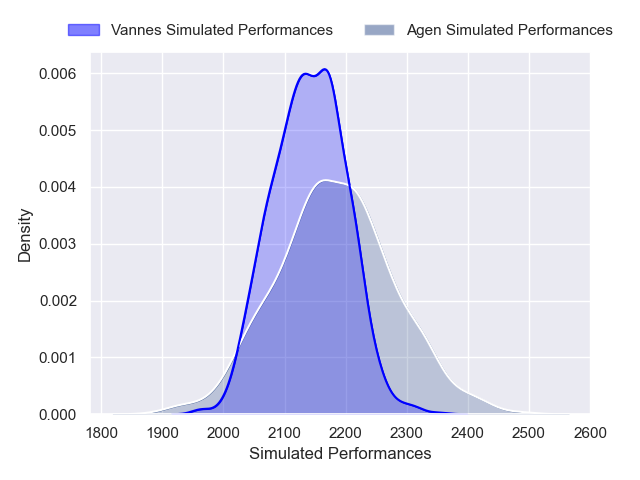 Vannes Simulated Performances
Agen Simulated Performances
Density
0.006
0.005
0.004
0.003
0.002
0.001
0.000
1800 1900 2000 2100 2200 2300 2400 2500 2600
Simulated Performances